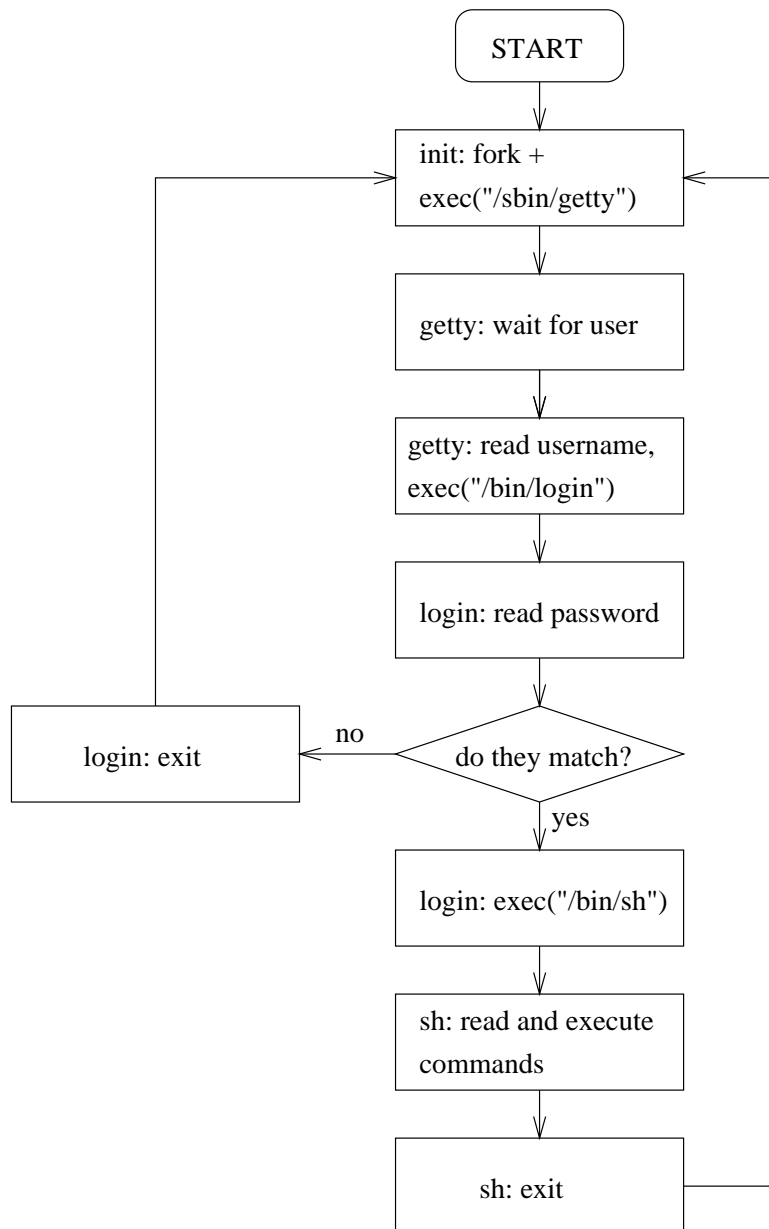 START
init: fork +
exec("/sbin/getty")
getty: wait for user
getty: read username,
exec("/bin/login")
login: read password
no
login: exit
do they match?
yes
login: exec("/bin/sh")
sh: read and execute
commands
sh: exit